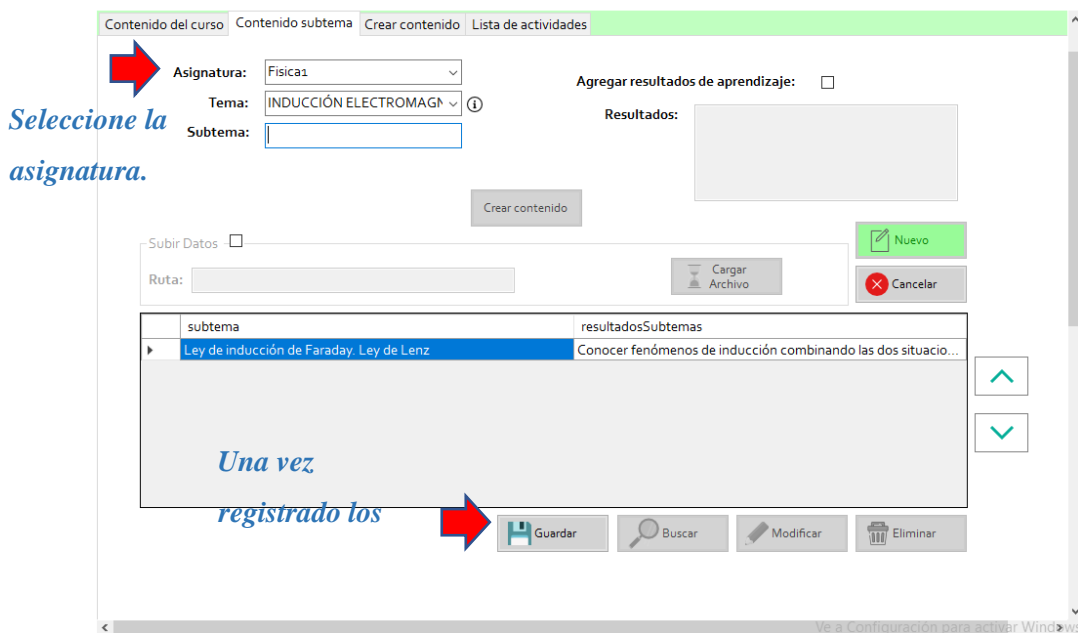 Contenido del curso Contenido subtema Crear contenido Lista de actividades
Asignatura: Fisica1
Agregar resultados de aprendizaje:
Tema: INDUCCIÓN ELECTROMAGN
Resultados:
Seleccione la
Subtema:
asignatura.
Crear contenido
Subir Datos
Nuevo
Ruta:
Cargar
Archivo
Cancelar
subtema resultadosSubtemas
Ley de inducción de Faraday. Ley de Lenz Conocer fenómenos de inducción combinando las dos situacio...
Una vez
registrado los
Guardar Buscar Modificar Eliminar
Ve a Configuración para activar Windows